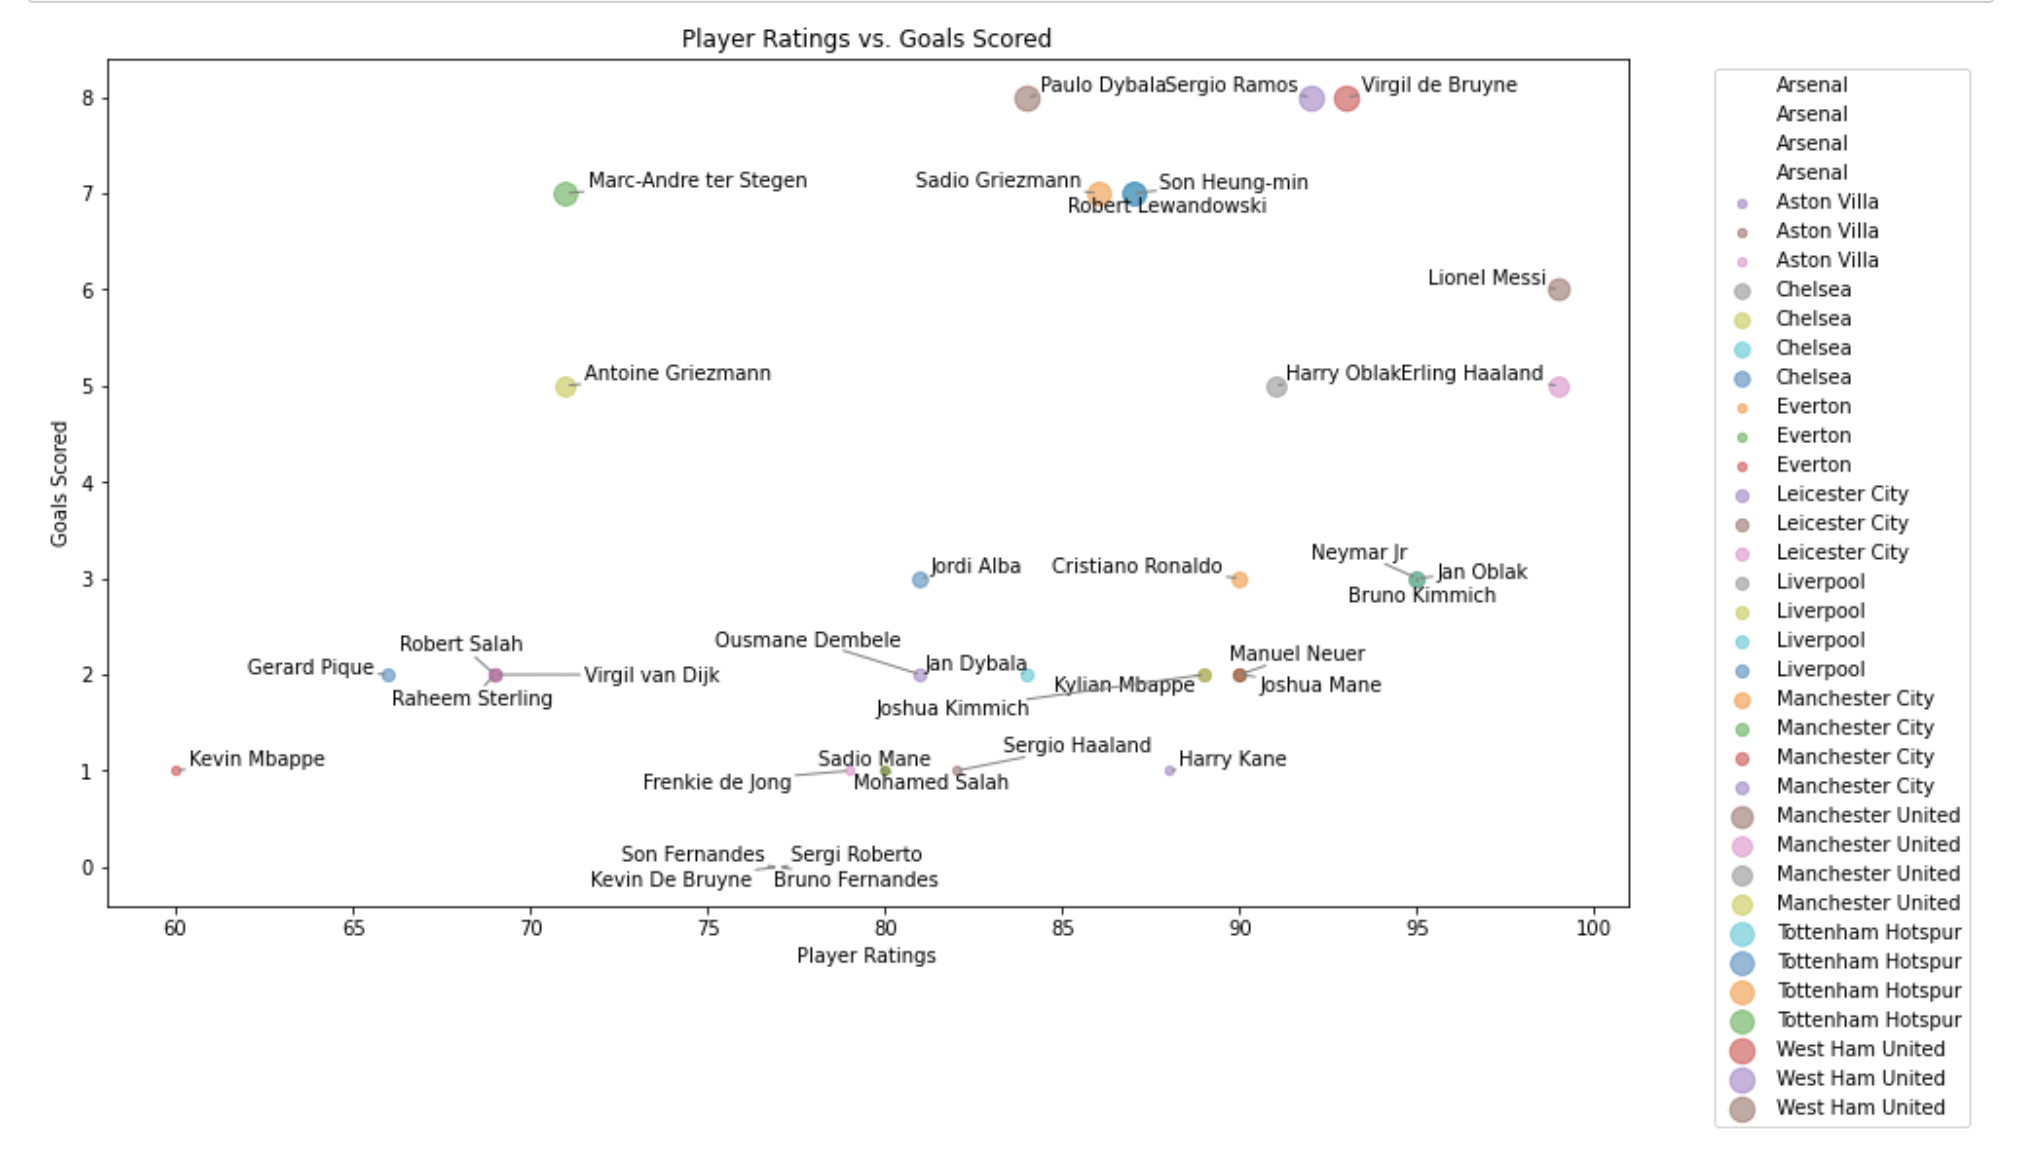 Player Ratings vs. Goals Scored
8
7
6
5
4
3
2
1
0
Goals Scored
Paulo Dybala
Sergio Ramos
Virgil de Bruyne
Marc-Andre ter Stegen
Sadio Griezmann
Son Heung-min
Robert Lewandowski
Lionel Messi
Antoine Griezmann
Harry Oblak
Erling Haaland
Neymar Jr
Jordi Alba
Cristiano Ronaldo
Jan Oblak
Bruno Kimmich
Robert Salah
Ousmane Dembele
Manuel Neuer
Gerard Pique
Virgil van Dijk
Jan Dybala
Kylian Mbappe
Joshua Mane
Raheem Sterling
Joshua Kimmich
Kevin Mbappe
Sadio Mane
Sergio Haaland
Harry Kane
Frenkie de Jong
Mohamed Salah
Son Fernandes
Sergi Roberto
Kevin De Bruyne
Bruno Fernandes
60
65
70
75
80
85
90
95
100
Player Ratings
Arsenal
Arsenal
Arsenal
Arsenal
Aston Villa
Aston Villa
Aston Villa
Chelsea
Chelsea
Chelsea
Chelsea
Everton
Everton
Everton
Leicester City
Leicester City
Leicester City
Liverpool
Liverpool
Liverpool
Liverpool
Manchester City
Manchester City
Manchester City
Manchester City
Manchester United
Manchester United
Manchester United
Manchester United
Tottenham Hotspur
Tottenham Hotspur
Tottenham Hotspur
Tottenham Hotspur
West Ham United
West Ham United
West Ham United